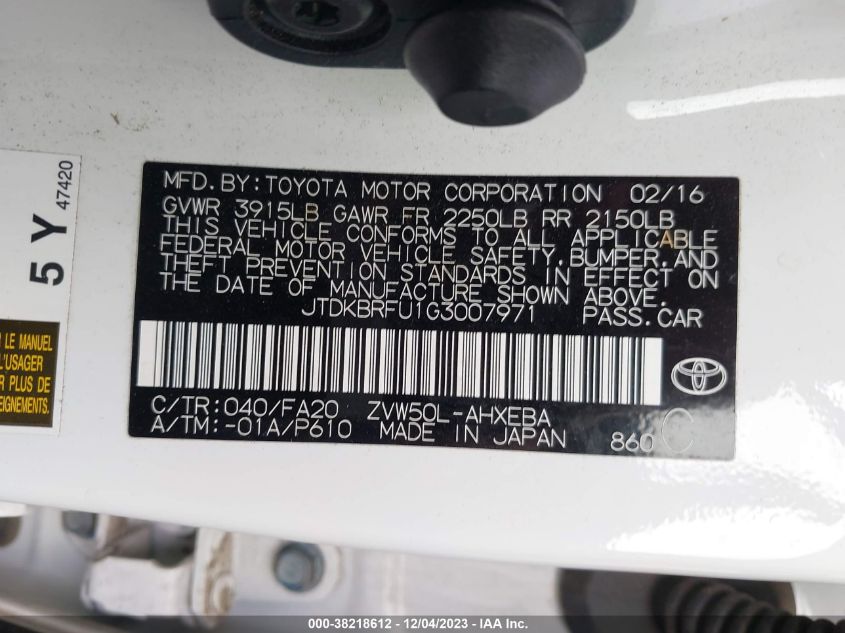 MFD. BY: TOYOTA MOTOR CORPORATION 02/16
GVWR 3915LB GAWR FR 2250LB RR 2150LB
THIS VEHICLE CONFORMS TO ALL APPLICABLE
FEDERAL MOTOR VEHICLE SAFETY, BUMPER, AND
THEFT PREVENTION STANDARDS IN EFFECT ON
THE DATE OF MANUFACTURE SHOWN ABOVE.
JTDKBRFU1G3007971 PASS. CAR
C/TR: 040/FA20 ZVW50L-AHXEBA
A/TM: -01A/P610 MADE IN JAPAN 860 C
5 Y 47420
LE MANUEL
L'USAGER
PLUS DE
NEMENTS.
000-38218612 - 12/04/2023 - IAA Inc.